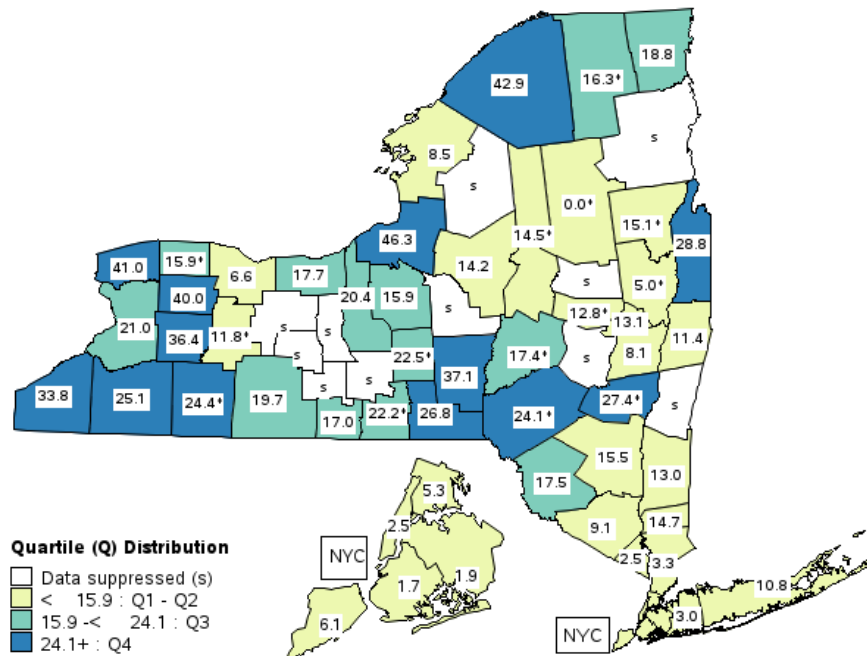 18.8
16.3+
42.9
8.5
s
s
0.0+
15.1+
14.5+
46.3
28.8
41.0
15.9+
6.6
17.7
14.2
s
5.0+
40.0
20.4
15.9
s
12.8+
13.1
21.0
36.4
11.8+
s
s
s
11.4
22.5+
17.4+
s
8.1
37.1
33.8
25.1
24.4+
19.7
s
s
17.0
22.2+
26.8
24.1+
27.4+
s
15.5
13.0
17.5
5.3
2.5
9.1
14.7
NYC
2.5
3.3
1.7
1.9
10.8
6.1
3.0
NYC
Quartile (Q) Distribution
Data suppressed (s)
< 15.9 : Q1 - Q2
15.9 -< 24.1 : Q3
24.1+ : Q4